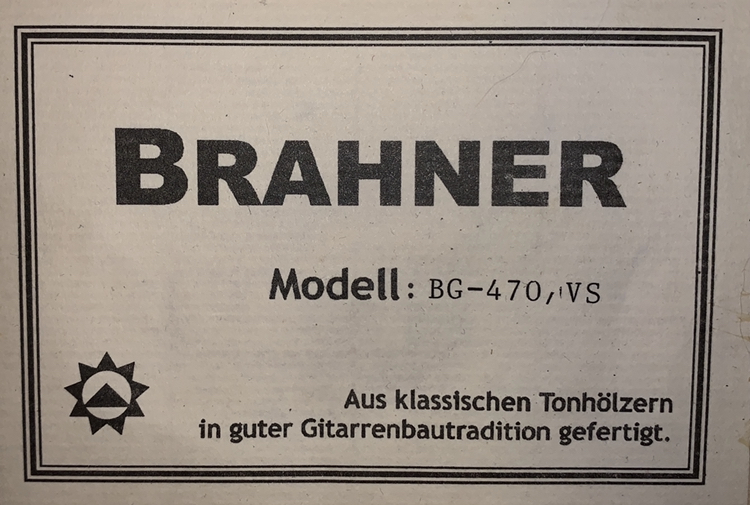 BRAHNER
Modell: BG-470, VS
Aus klassischen Tonhölzern
in guter Gitarrenbautradition gefertigt.